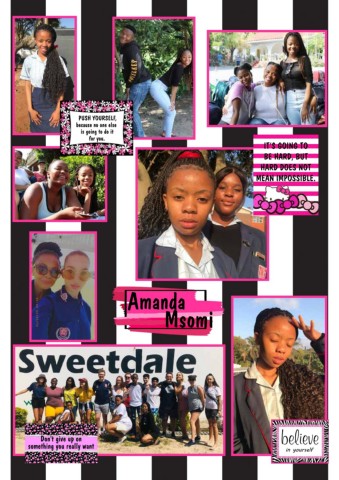 PUSH YOURSELF,
because no one else
is going to do it
for you.
IT'S GOING TO
BE HARD, BUT
HARD DOES NOT
MEAN IMPOSSIBLE.
Amanda
Msomi
Sweetdale
Don't give up on
something you really want
believe
in yourself